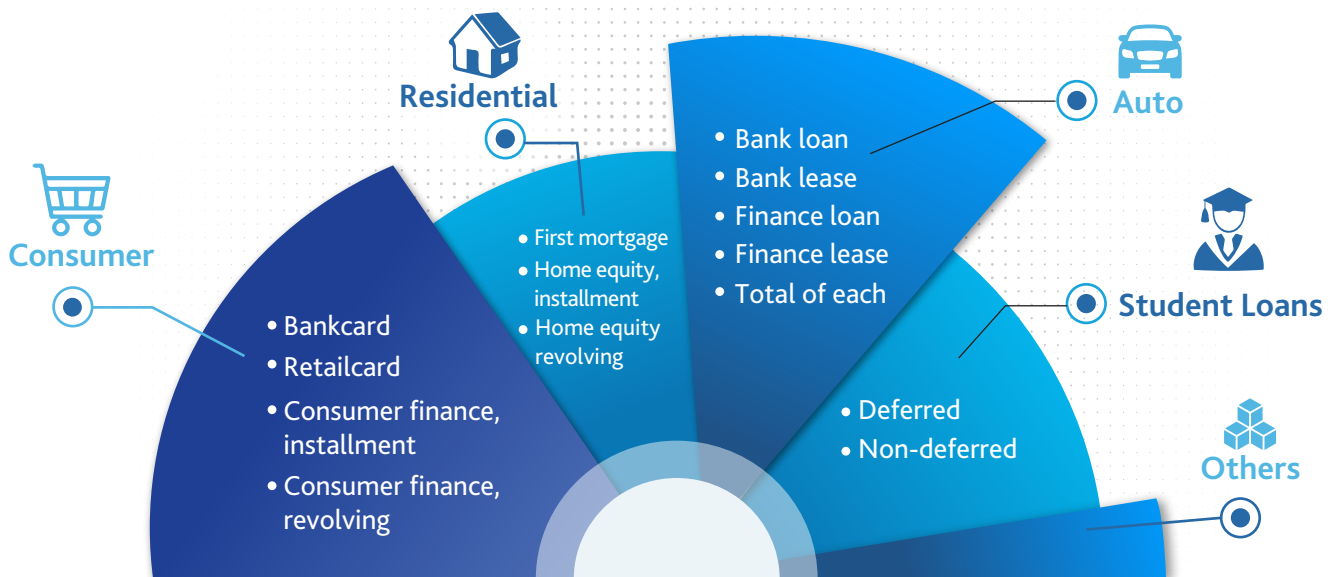 Consumer
• Bankcard
• Retailcard
• Consumer finance,
installment
• Consumer finance,
revolving
Residential
• First mortgage
• Home equity,
installment
• Home equity
revolving
Auto
• Bank loan
• Bank lease
• Finance loan
• Finance lease
• Total of each
Student Loans
• Deferred
• Non-deferred
Others